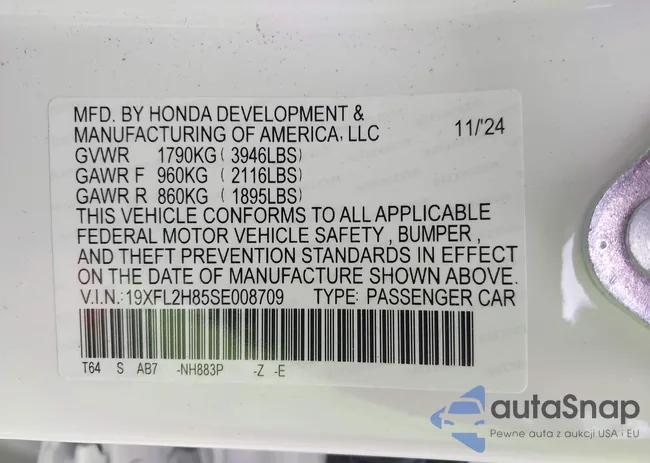 MFD. BY HONDA DEVELOPMENT &
MANUFACTURING OF AMERICA, LLC 11/'24
GVWR 1790KG ( 3946LBS)
GAWR F 960KG ( 2116LBS)
GAWR R 860KG ( 1895LBS)
THIS VEHICLE CONFORMS TO ALL APPLICABLE
FEDERAL MOTOR VEHICLE SAFETY , BUMPER ,
AND THEFT PREVENTION STANDARDS IN EFFECT
ON THE DATE OF MANUFACTURE SHOWN ABOVE.
V.I.N.:19XFL2H85SE008709 TYPE: PASSENGER CAR
T64 S AB7 -NH883P -Z -E
autaSnap
Pewne auta z aukcji USA i EU